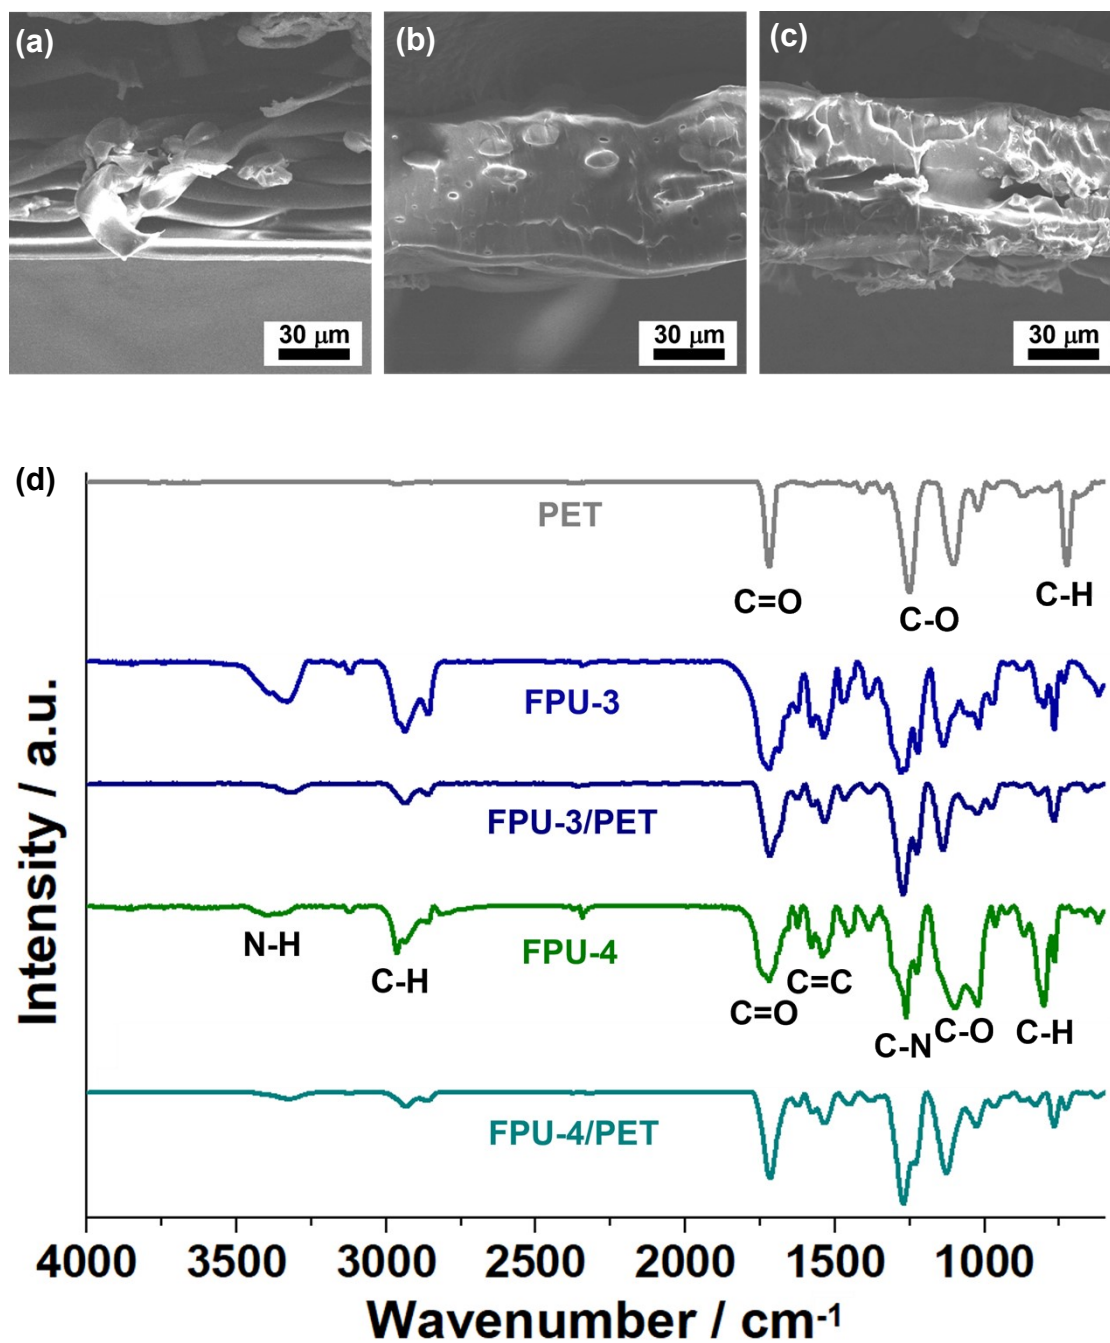 (a)
(b)
(c)
30 μm
30 μm
30 μm
(d)
PET
C=O
C-O
C-H
FPU-3
FPU-3/PET
N-H
C-H
FPU-4
C=O
C=C
C-N
C-O
C-H
FPU-4/PET
Intensity / a.u.
4000 3500 3000 2500 2000 1500 1000
Wavenumber / cm⁻¹